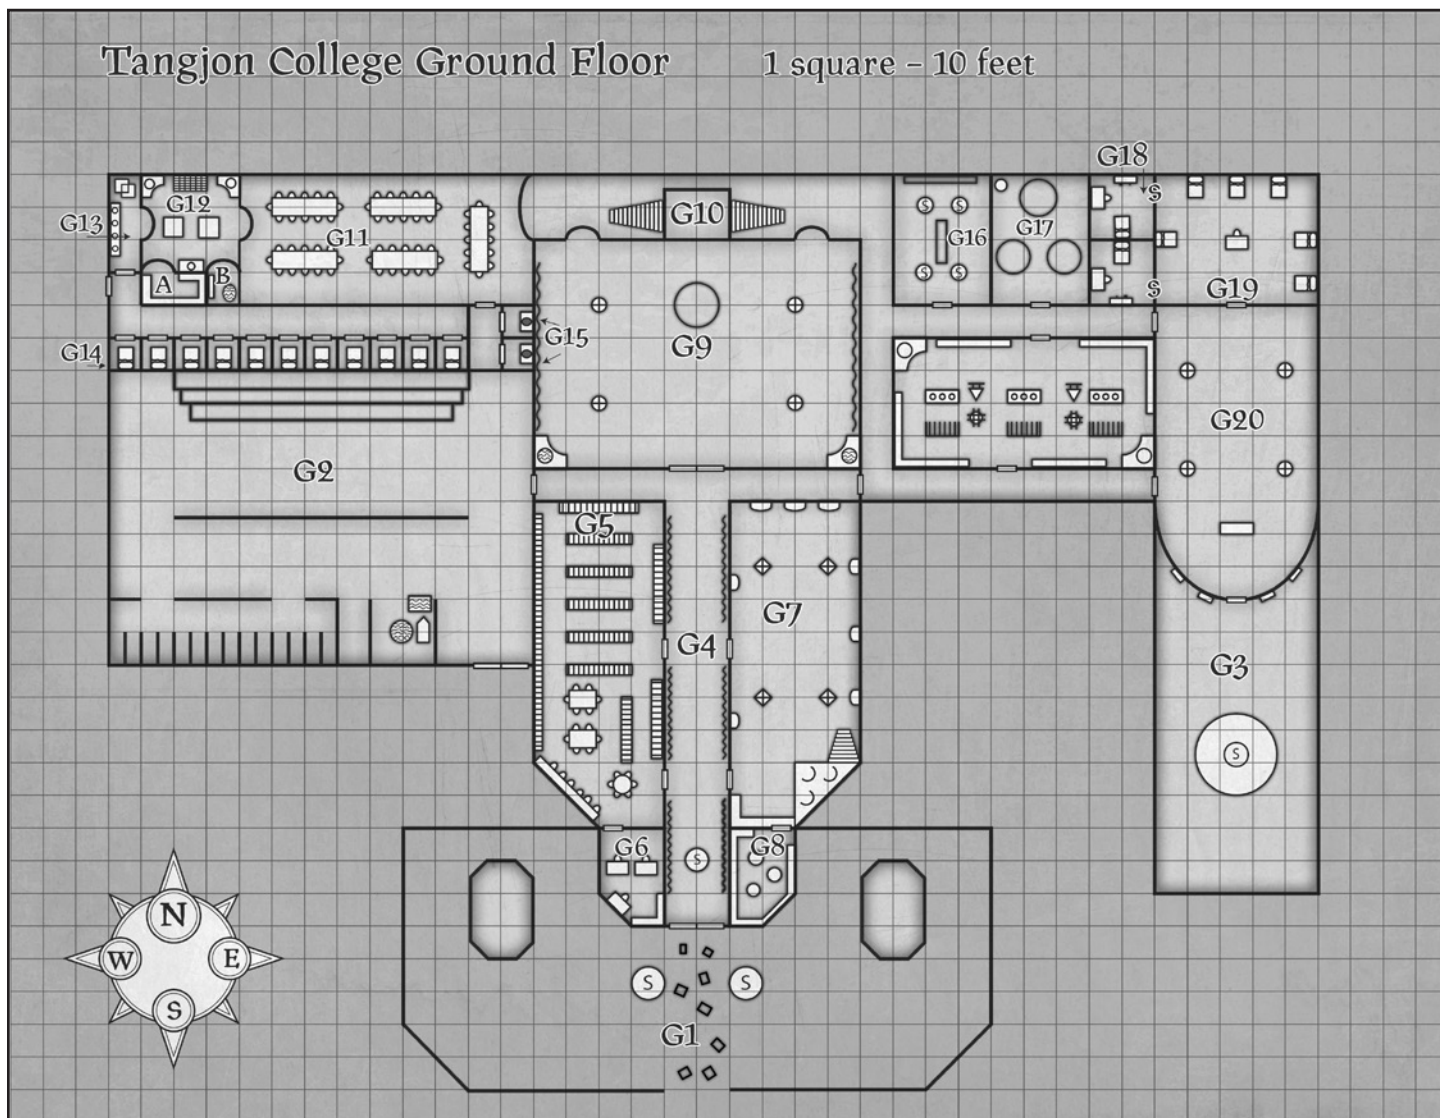 Tangjon College Ground Floor
1 square – 10 feet
G18
S
G12
G13
G11
G10
S S
G16
G17
S S
A
B
S
G19
G15
G14
G9
G20
G2
G5
G7
G4
G3
S
G6
S
G8
N
W
E
S
S
S
G1